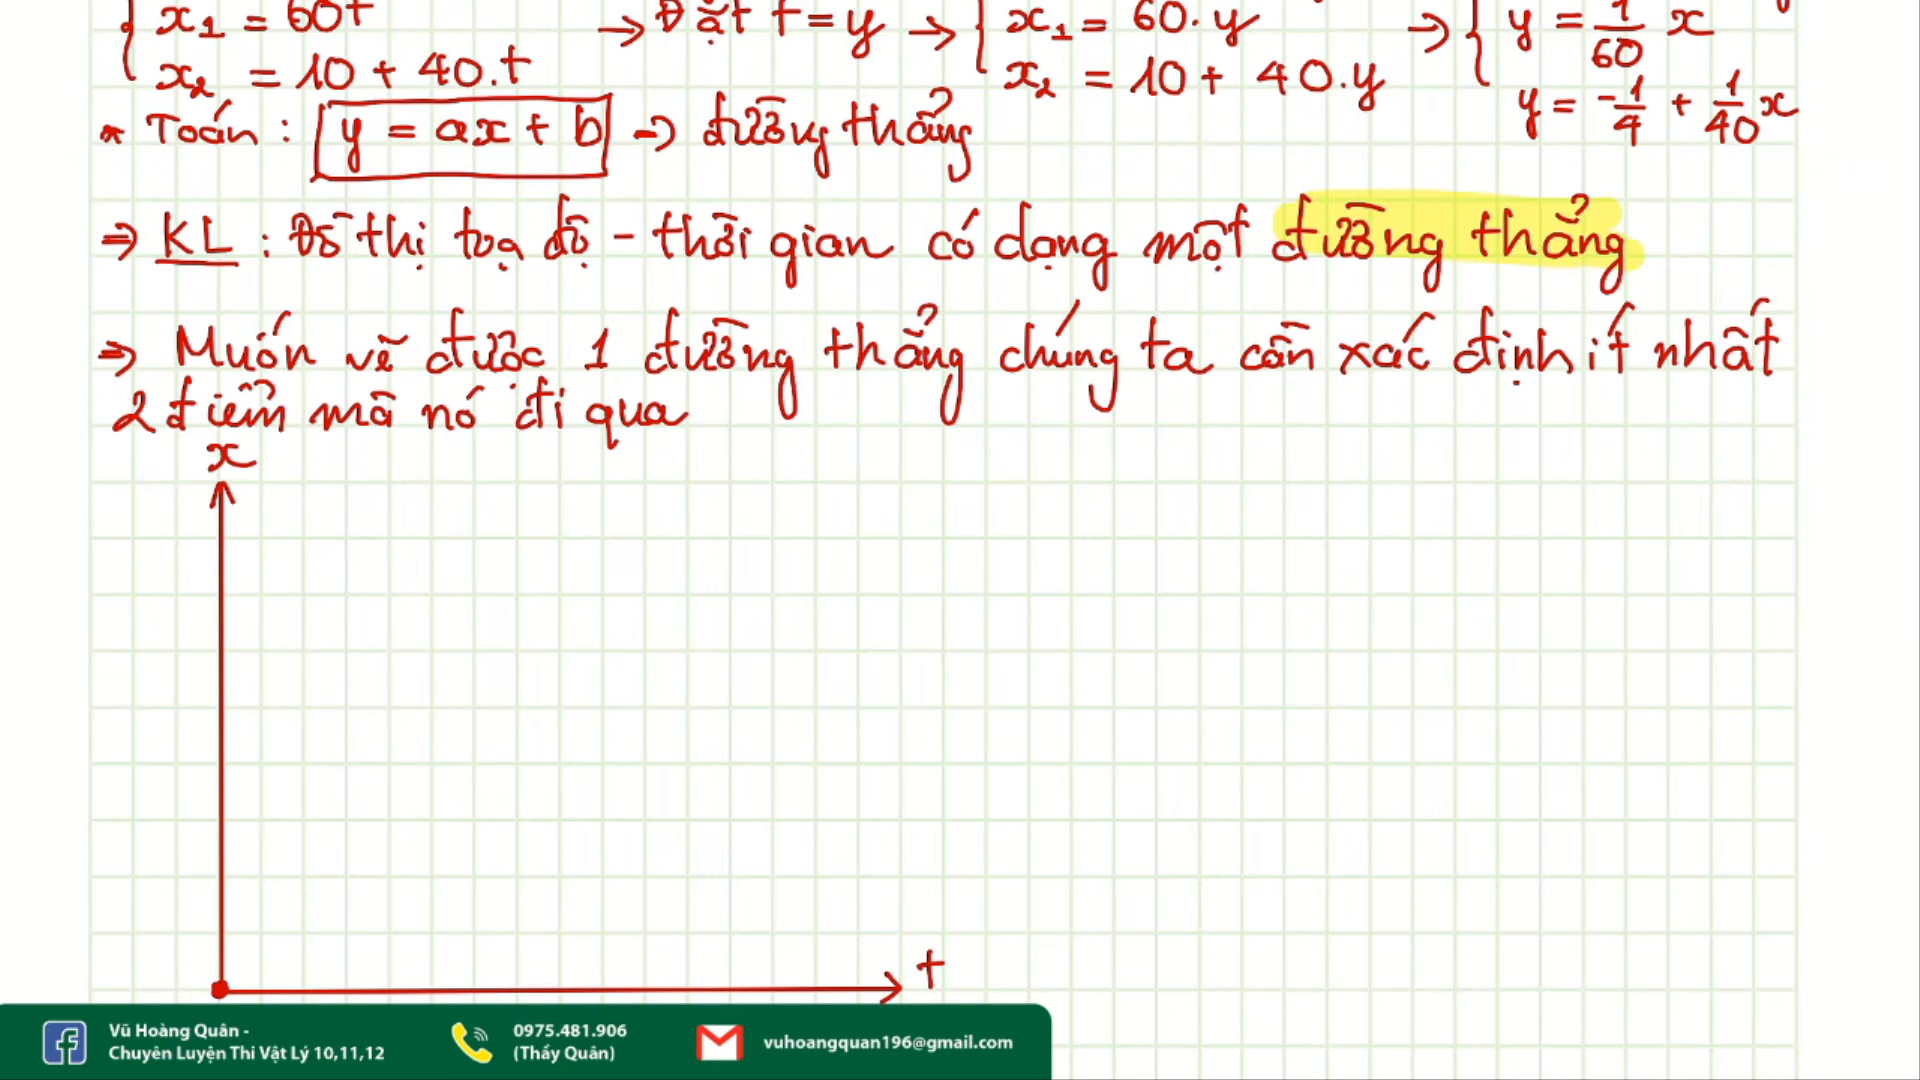 x₁ = 60t → Đặt t = y → x₁ = 60.y → y = 1/60 x
x₂ = 10 + 40.t x₂ = 10 + 40.y y = -1/4 + 1/40 x
* Toán : y = ax + b → đường thẳng
⇒ KL : Đồ thị toạ độ - thời gian có dạng một đường thẳng
⇒ Muốn vẽ được 1 đường thẳng chúng ta cần xác định ít nhất
2 điểm mà nó đi qua
x
t
Vũ Hoàng Quân -
Chuyên Luyện Thi Vật Lý 10,11,12
0975.481.906
(Thầy Quân)
vuhoangquan196@gmail.com